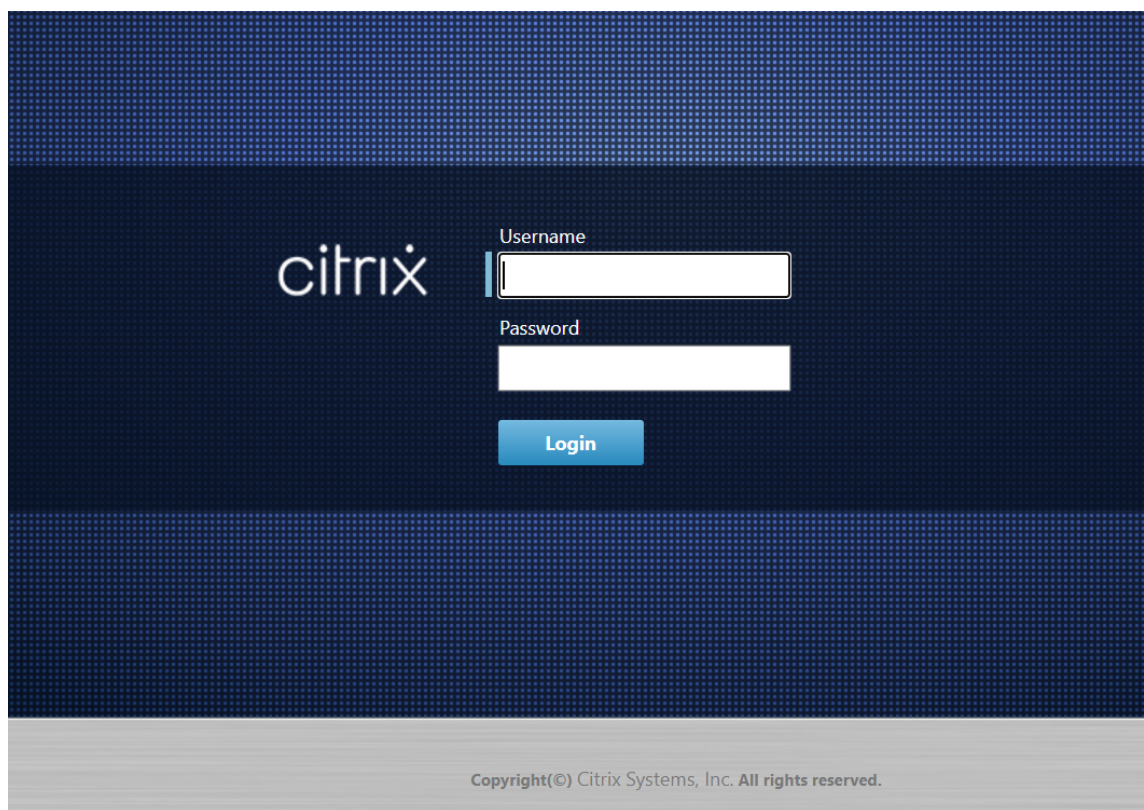 citrix
Username
Password
Login
Copyright(©) Citrix Systems, Inc. All rights reserved.